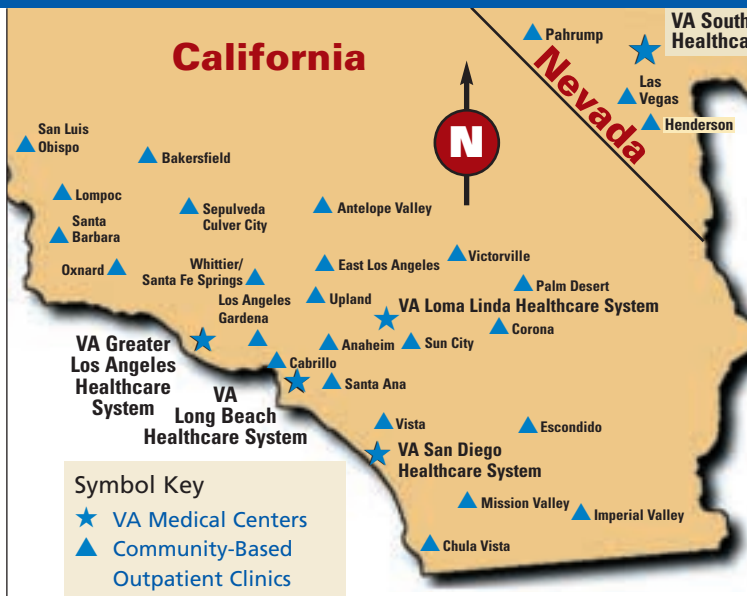 California
Nevada
N
Pahrump
VA South
Healthca
Las
Vegas
Henderson
San Luis
Obispo
Bakersfield
Lompoc
Santa
Barbara
Sepulveda
Culver City
Antelope Valley
Oxnard
Whittier/
Santa Fe Springs
East Los Angeles
Victorville
Palm Desert
Los Angeles
Gardena
Upland
VA Loma Linda Healthcare System
Corona
VA Greater
Los Angeles
Healthcare
System
Anaheim
Sun City
Cabrillo
VA
Long Beach
Healthcare System
Santa Ana
Vista
Escondido
VA San Diego
Healthcare System
Mission Valley
Imperial Valley
Chula Vista
Symbol Key
VA Medical Centers
Community-Based
Outpatient Clinics